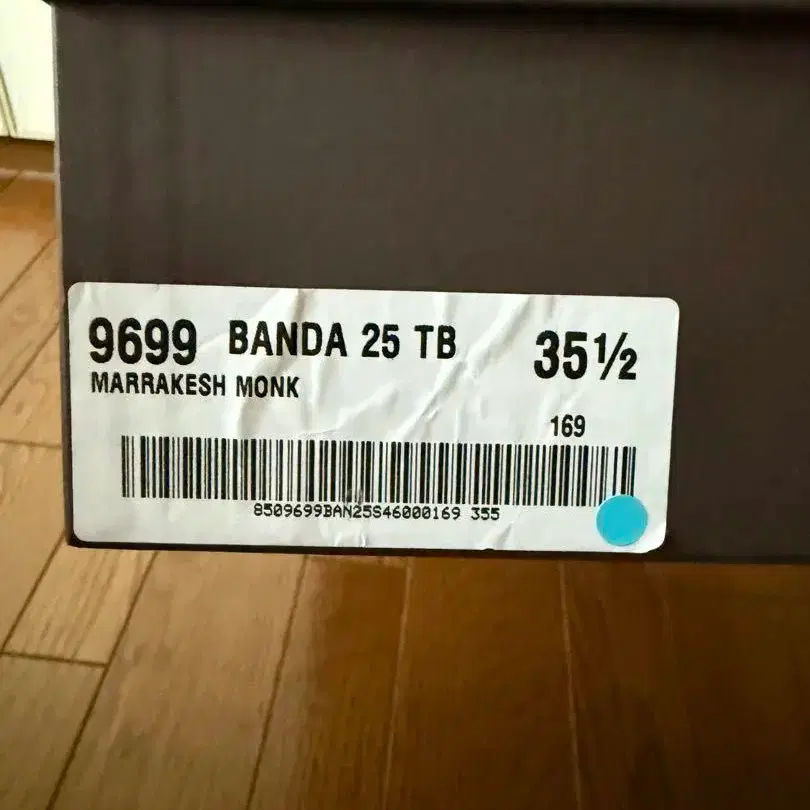 9699 BANDA 25 TB 35½
MARRAKESH MONK
169
8509699BAN25S46000169 355